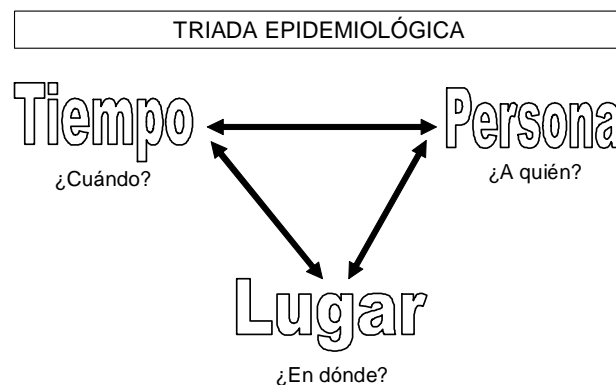 TRIADA EPIDEMIOLÓGICA
Tiempo
Persona
¿Cuándo?
¿A quién?
Lugar
¿En dónde?